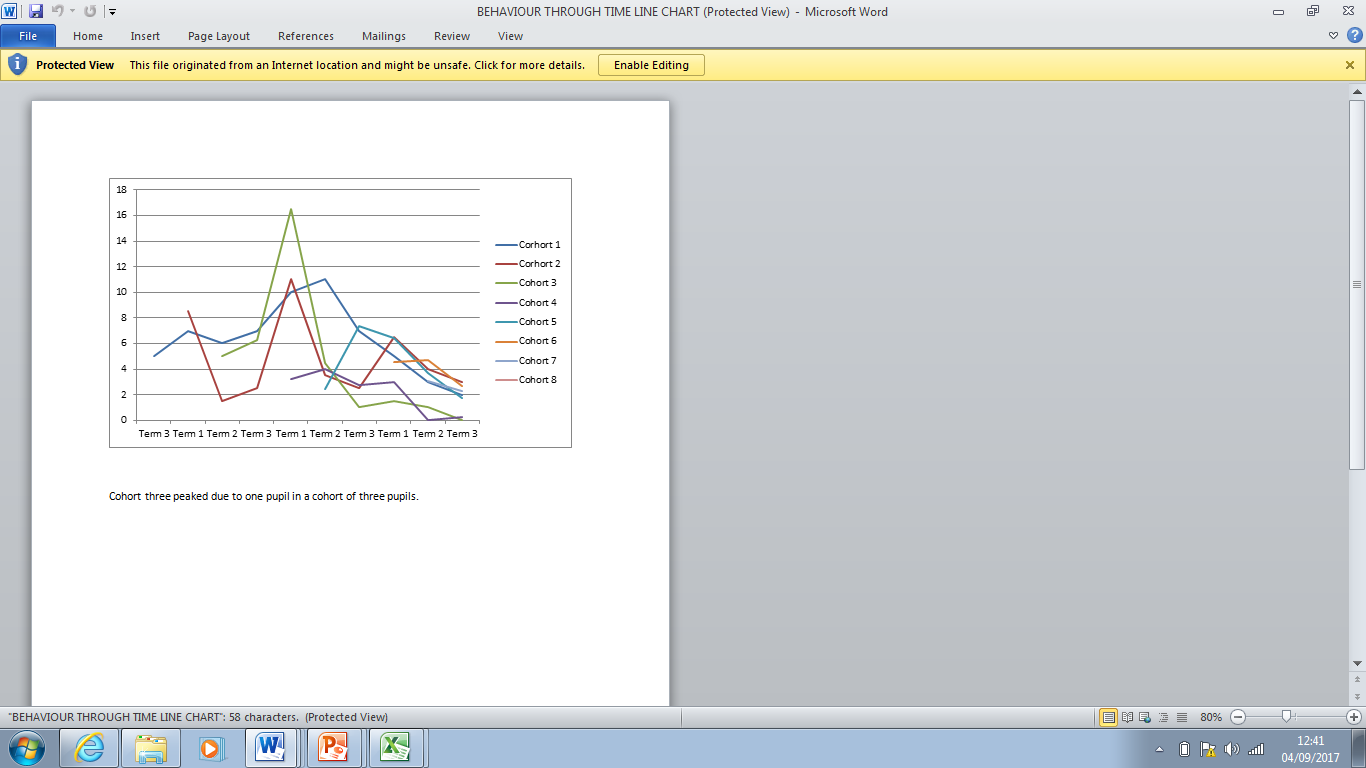 BEHAVIOUR THROUGH TIME LINE CHART (Protected View) - Microsoft Word
File Home Insert Page Layout References Mailings Review View
Protected View This file originated from an Internet location and might be unsafe. Click for more details. Enable Editing
18
16
14
12
10
8
6
4
2
0
Term 3 Term 1 Term 2 Term 3 Term 1 Term 2 Term 3 Term 1 Term 2 Term 3
Corhort 1
Corhort 2
Cohort 3
Cohort 4
Cohort 5
Cohort 6
Cohort 7
Cohort 8
Cohort three peaked due to one pupil in a cohort of three pupils.
"BEHAVIOUR THROUGH TIME LINE CHART": 58 characters. (Protected View) 80%
12:41
04/09/2017